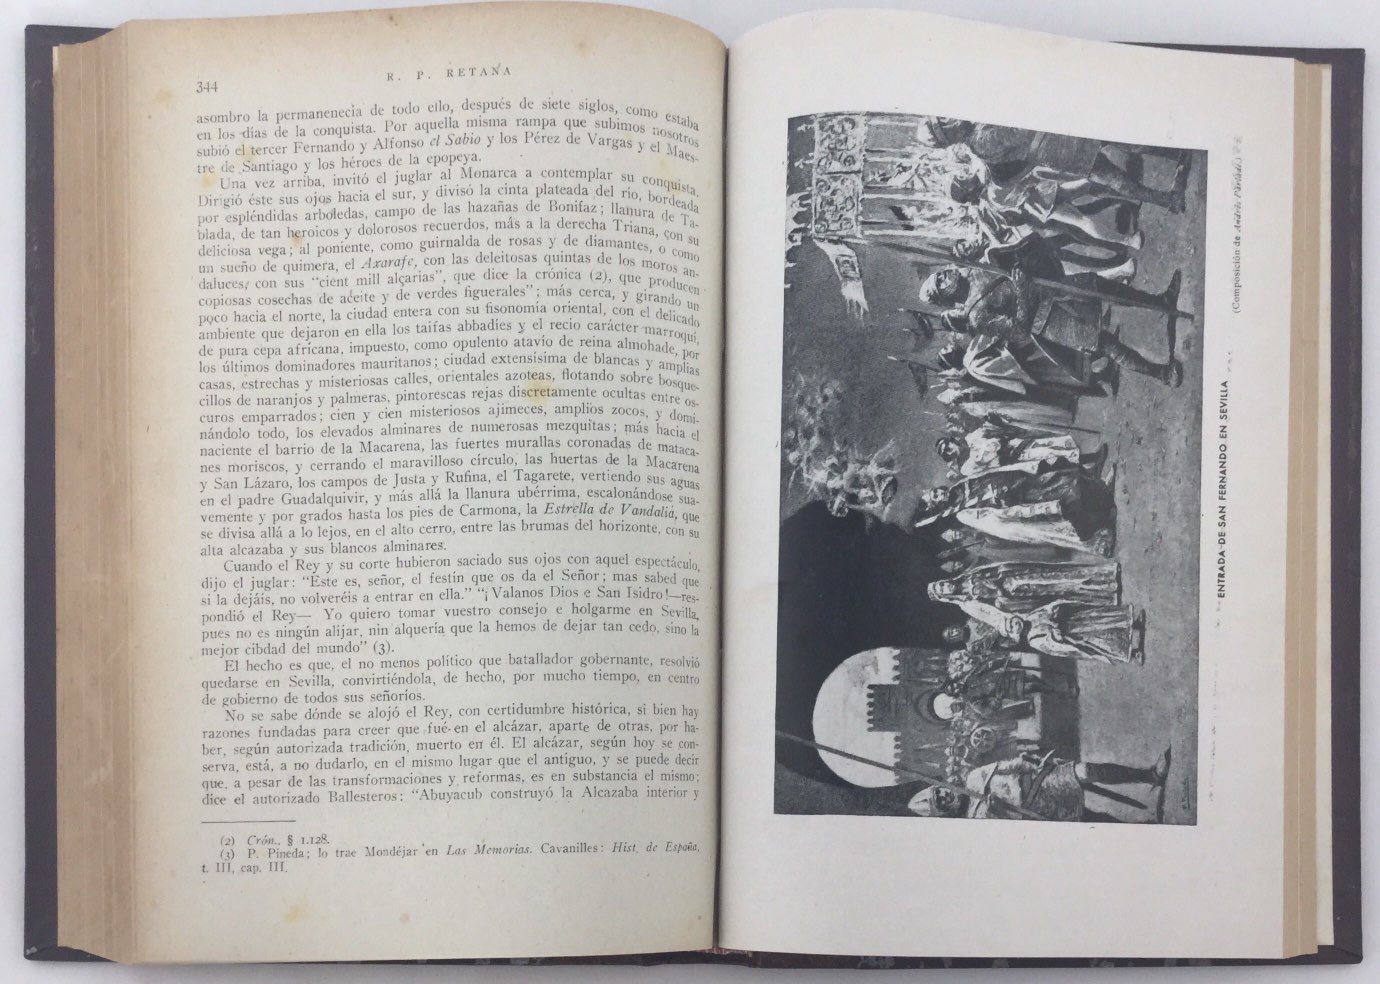 344
R. P. RETANA
asombro la permanenecia de todo ello, después de siete siglos, como estaba
en los días de la conquista. Por aquella misma rampa que subimos nosotros
subió el tercer Fernando y Alfonso el Sabio y los Pérez de Vargas y el Maes-
tre de Santiago y los héroes de la epopeya.
Una vez arriba, invitó el juglar al Monarca a contemplar su conquista.
Dirigió éste sus ojos hacia el sur, y divisó la cinta plateada del río, bordeada
por espléndidas arboledas, campo de las hazañas de Bonifaz; llanura de Ta-
blada, de tan heroicos y dolorosos recuerdos, más a la derecha Triana, con su
deliciosa vega; al poniente, como guirnalda de rosas y de diamantes, o como
un sueño de quimera, el Axarafe, con las deleitosas quintas de los moros an-
daluces, con sus "cient mill alçarias", que dice la crónica (2), que producen
copiosas cosechas de aceite y de verdes figuerales"; más cerca, y girando un
poco hacia el norte, la ciudad entera con su fisonomía oriental, con el delicado
ambiente que dejaron en ella los taifas abbadíes y el recio carácter marroquí,
de pura cepa africana, impuesto, como opulento atavío de reina almohade, por
los últimos dominadores mauritanos; ciudad extensísima de blancas y amplias
casas, estrechas y misteriosas calles, orientales azoteas, flotando sobre bosque-
cillos de naranjos y palmeras, pintorescas rejas discretamente ocultas entre os-
curos emparrados; cien y cien misteriosos ajimeces, amplios zocos, y domi-
nándolo todo, los elevados alminares de numerosas mezquitas; más hacia el
naciente el barrio de la Macarena, las fuertes murallas coronadas de mataca-
nes moriscos, y cerrando el maravilloso círculo, las huertas de la Macarena
y San Lázaro, los campos de Justa y Rufina, el Tagarete, vertiendo sus aguas
en el padre Guadalquivir, y más allá la llanura ubérrima, escalonándose sua-
vemente y por grados hasta los pies de Carmona, la Estrella de Vandalia, que
se divisa allá a lo lejos, en el alto cerro, entre las brumas del horizonte, con su
alta alcazaba y sus blancos alminares.
Cuando el Rey y su corte hubieron saciado sus ojos con aquel espectáculo,
dijo el juglar: "Este es, señor, el festín que os da el Señor; mas sabed que
si la dejáis, no volveréis a entrar en ella." "¡Valanos Dios e San Isidro!—res-
pondió el Rey— Yo quiero tomar vuestro consejo e holgarme en Sevilla,
pues no es ningún alijar, nin alquería que la hemos de dejar tan cedo, sino la
mejor cibdad del mundo" (3).
El hecho es que, el no menos político que batallador gobernante, resolvió
quedarse en Sevilla, convirtiéndola, de hecho, por mucho tiempo, en centro
de gobierno de todos sus señoríos.
No se sabe dónde se alojó el Rey, con certidumbre histórica, si bien hay
razones fundadas para creer que fué en el alcázar, aparte de otras, por ha-
ber, según autorizada tradición, muerto en él. El alcázar, según hoy se con-
serva, está, a no dudarlo, en el mismo lugar que el antiguo, y se puede decir
que, a pesar de las transformaciones y reformas, es en substancia el mismo;
dice el autorizado Ballesteros: "Abuyacub construyó la Alcazaba interior y
(2) Crón., § 1.128.
(3) P. Pineda; lo trae Mondéjar en Las Memorias. Cavanilles: Hist. de España,
t. III, cap. III.
ENTRADA DE SAN FERNANDO EN SEVILLA
(Composición de Andrés Parladé.)